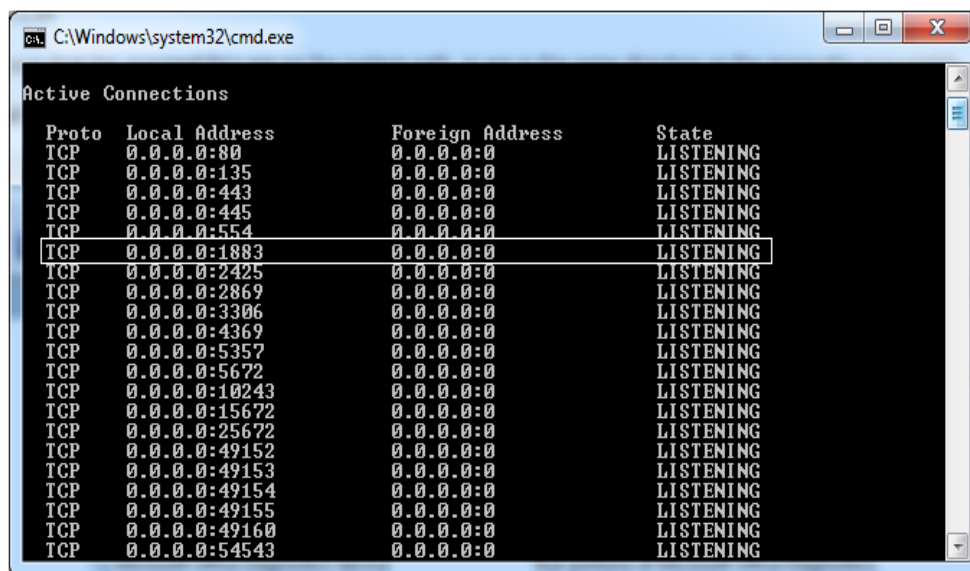 C:\Windows\system32\cmd.exe
Active Connections
Proto Local Address Foreign Address State
TCP 0.0.0.0:80 0.0.0.0:0 LISTENING
TCP 0.0.0.0:135 0.0.0.0:0 LISTENING
TCP 0.0.0.0:443 0.0.0.0:0 LISTENING
TCP 0.0.0.0:445 0.0.0.0:0 LISTENING
TCP 0.0.0.0:554 0.0.0.0:0 LISTENING
TCP 0.0.0.0:1883 0.0.0.0:0 LISTENING
TCP 0.0.0.0:2425 0.0.0.0:0 LISTENING
TCP 0.0.0.0:2869 0.0.0.0:0 LISTENING
TCP 0.0.0.0:3306 0.0.0.0:0 LISTENING
TCP 0.0.0.0:4369 0.0.0.0:0 LISTENING
TCP 0.0.0.0:5357 0.0.0.0:0 LISTENING
TCP 0.0.0.0:5672 0.0.0.0:0 LISTENING
TCP 0.0.0.0:10243 0.0.0.0:0 LISTENING
TCP 0.0.0.0:15672 0.0.0.0:0 LISTENING
TCP 0.0.0.0:25672 0.0.0.0:0 LISTENING
TCP 0.0.0.0:49152 0.0.0.0:0 LISTENING
TCP 0.0.0.0:49153 0.0.0.0:0 LISTENING
TCP 0.0.0.0:49154 0.0.0.0:0 LISTENING
TCP 0.0.0.0:49155 0.0.0.0:0 LISTENING
TCP 0.0.0.0:49160 0.0.0.0:0 LISTENING
TCP 0.0.0.0:54543 0.0.0.0:0 LISTENING